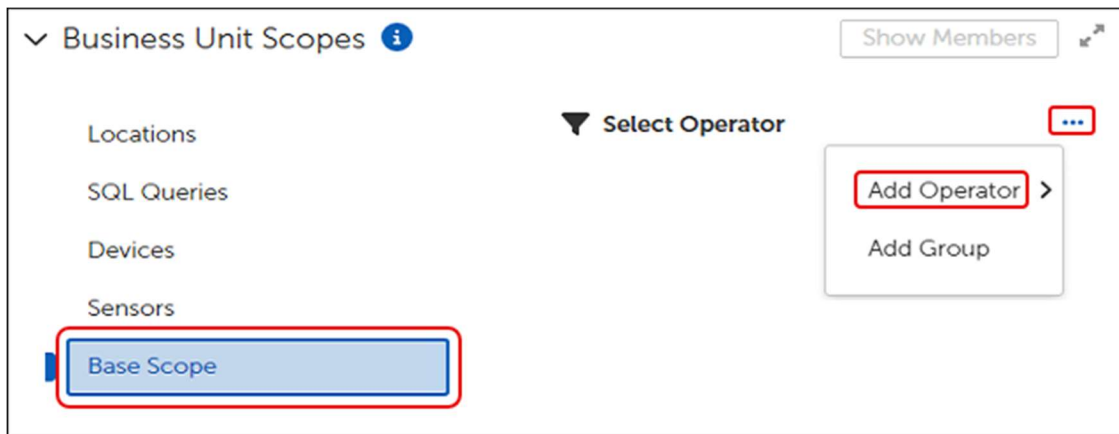 Business Unit Scopes
Show Members
Locations
Select Operator
SQL Queries
Add Operator
Devices
Add Group
Sensors
Base Scope